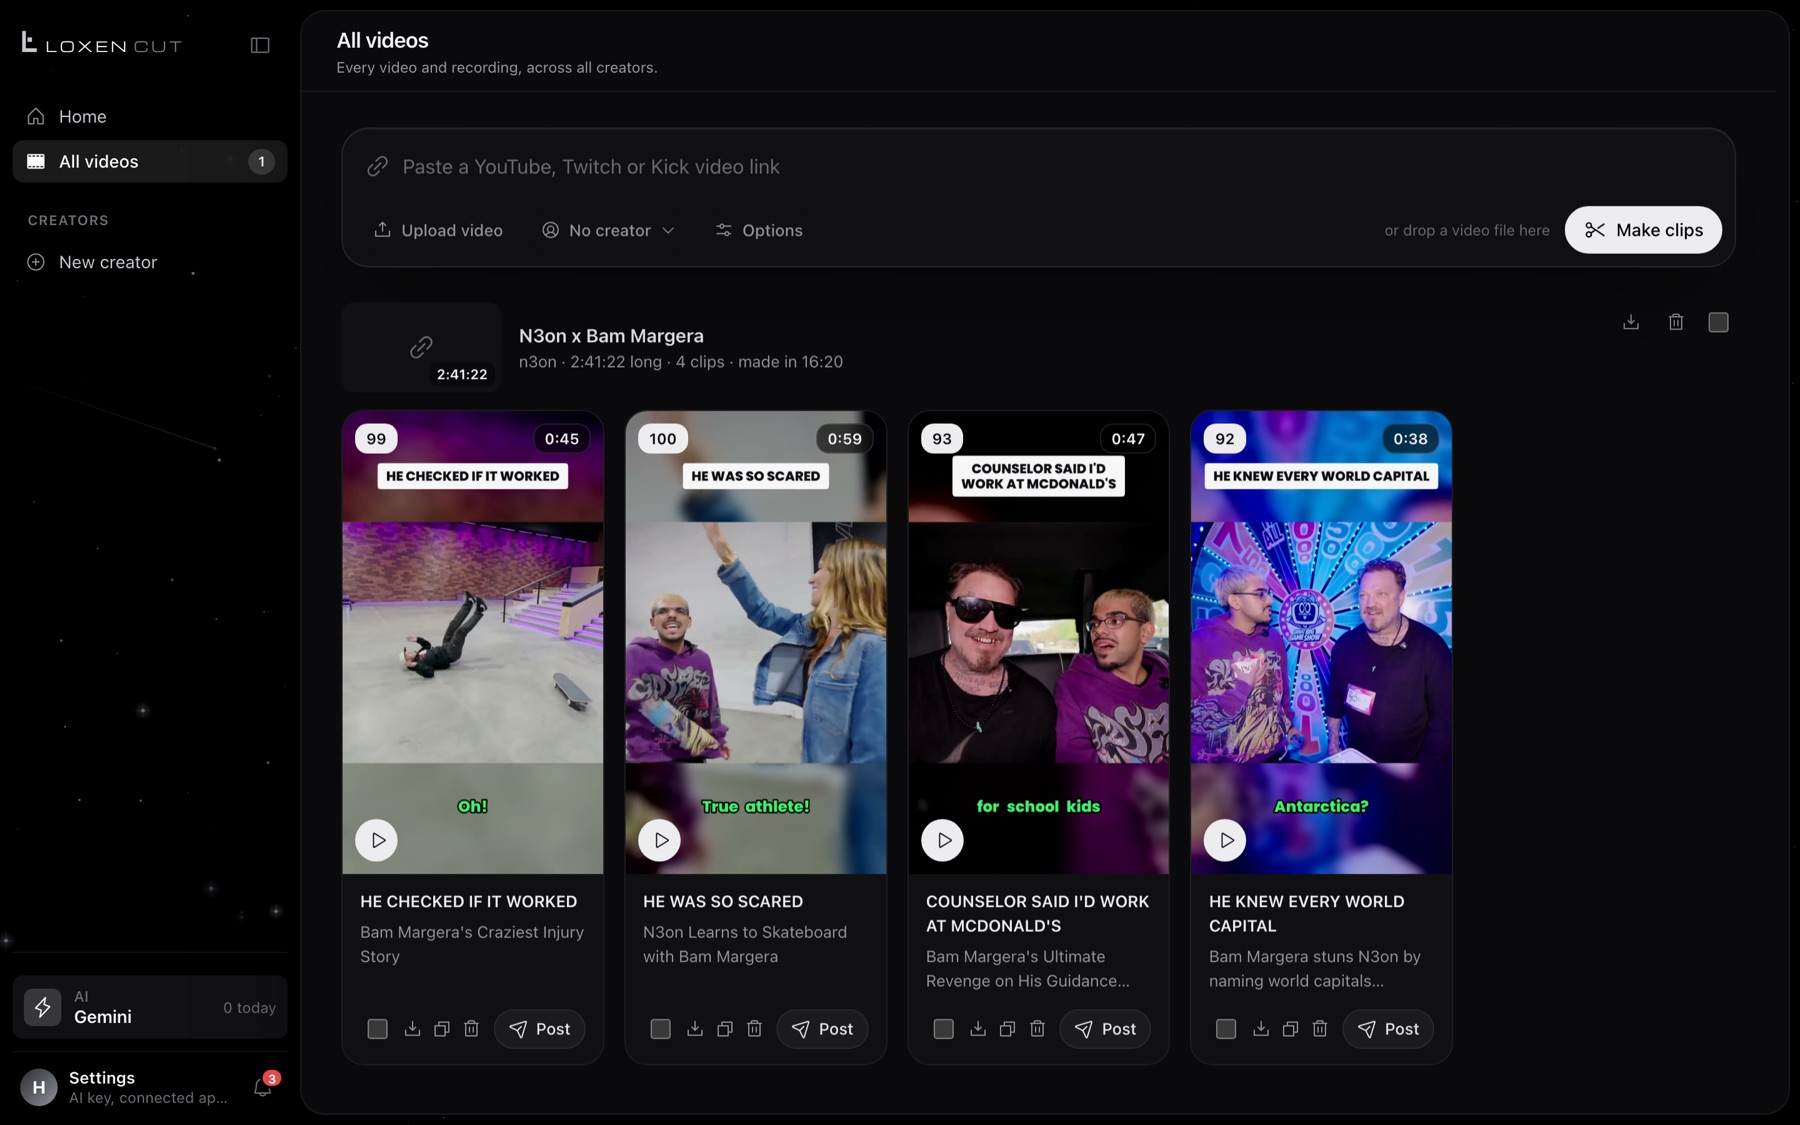 LOXEN CUT
Home
All videos
1
CREATORS
New creator
AI
Gemini
0 today
H
Settings
AI key, connected ap...
3
All videos
Every video and recording, across all creators.
Paste a YouTube, Twitch or Kick video link
Upload video
No creator
Options
or drop a video file here
Make clips
2:41:22
N3on x Bam Margera
n3on · 2:41:22 long · 4 clips · made in 16:20
99
0:45
HE CHECKED IF IT WORKED
Oh!
HE CHECKED IF IT WORKED
Bam Margera's Craziest Injury
Story
Post
100
0:59
HE WAS SO SCARED
True athlete!
HE WAS SO SCARED
N3on Learns to Skateboard
with Bam Margera
Post
93
0:47
COUNSELOR SAID I'D
WORK AT MCDONALD'S
for school kids
COUNSELOR SAID I'D WORK
AT MCDONALD'S
Bam Margera's Ultimate
Revenge on His Guidance...
Post
92
0:38
HE KNEW EVERY WORLD CAPITAL
Antarctica?
HE KNEW EVERY WORLD
CAPITAL
Bam Margera stuns N3on by
naming world capitals...
Post